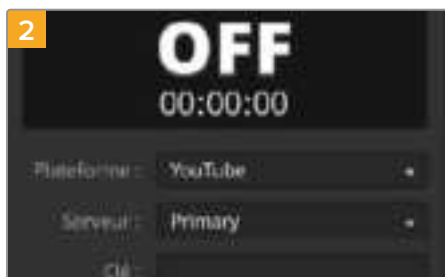 2
OFF
00:00:00
Plateforme : YouTube
Serveur : Primary
Clé :